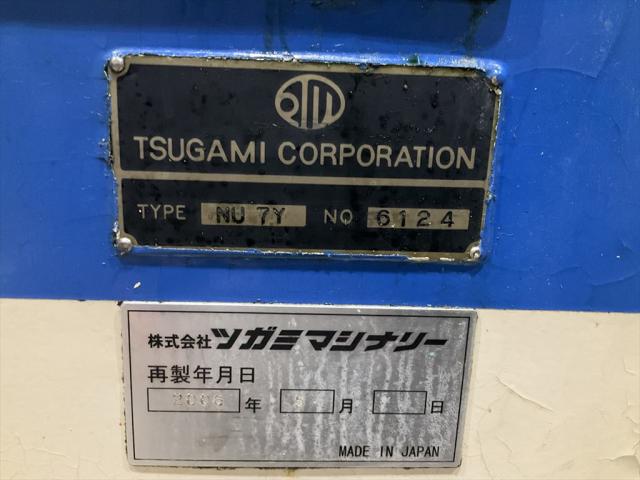 TSUGAMI CORPORATION
TYPE NU 7Y NO 6124
株式会社ツガミマシナリー
再製年月日
2006 年 月 日
MADE IN JAPAN